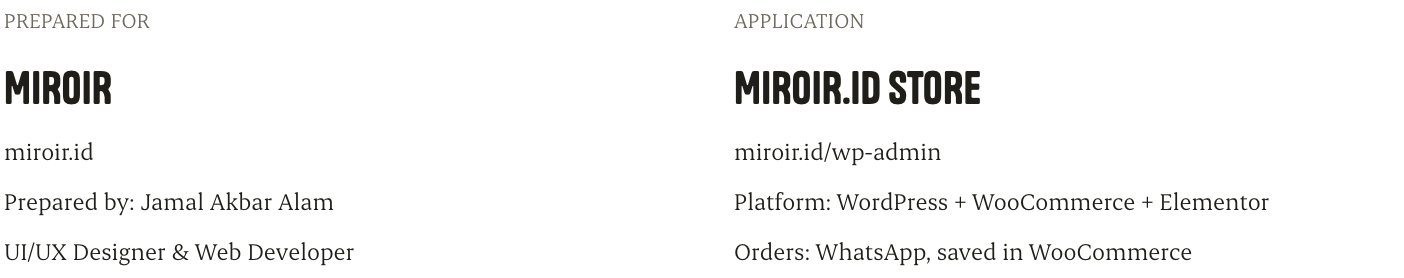 PREPARED FOR
MIROIR
miroir.id
Prepared by: Jamal Akbar Alam
UI/UX Designer & Web Developer
APPLICATION
MIROIR.ID STORE
miroir.id/wp-admin
Platform: WordPress + WooCommerce + Elementor
Orders: WhatsApp, saved in WooCommerce